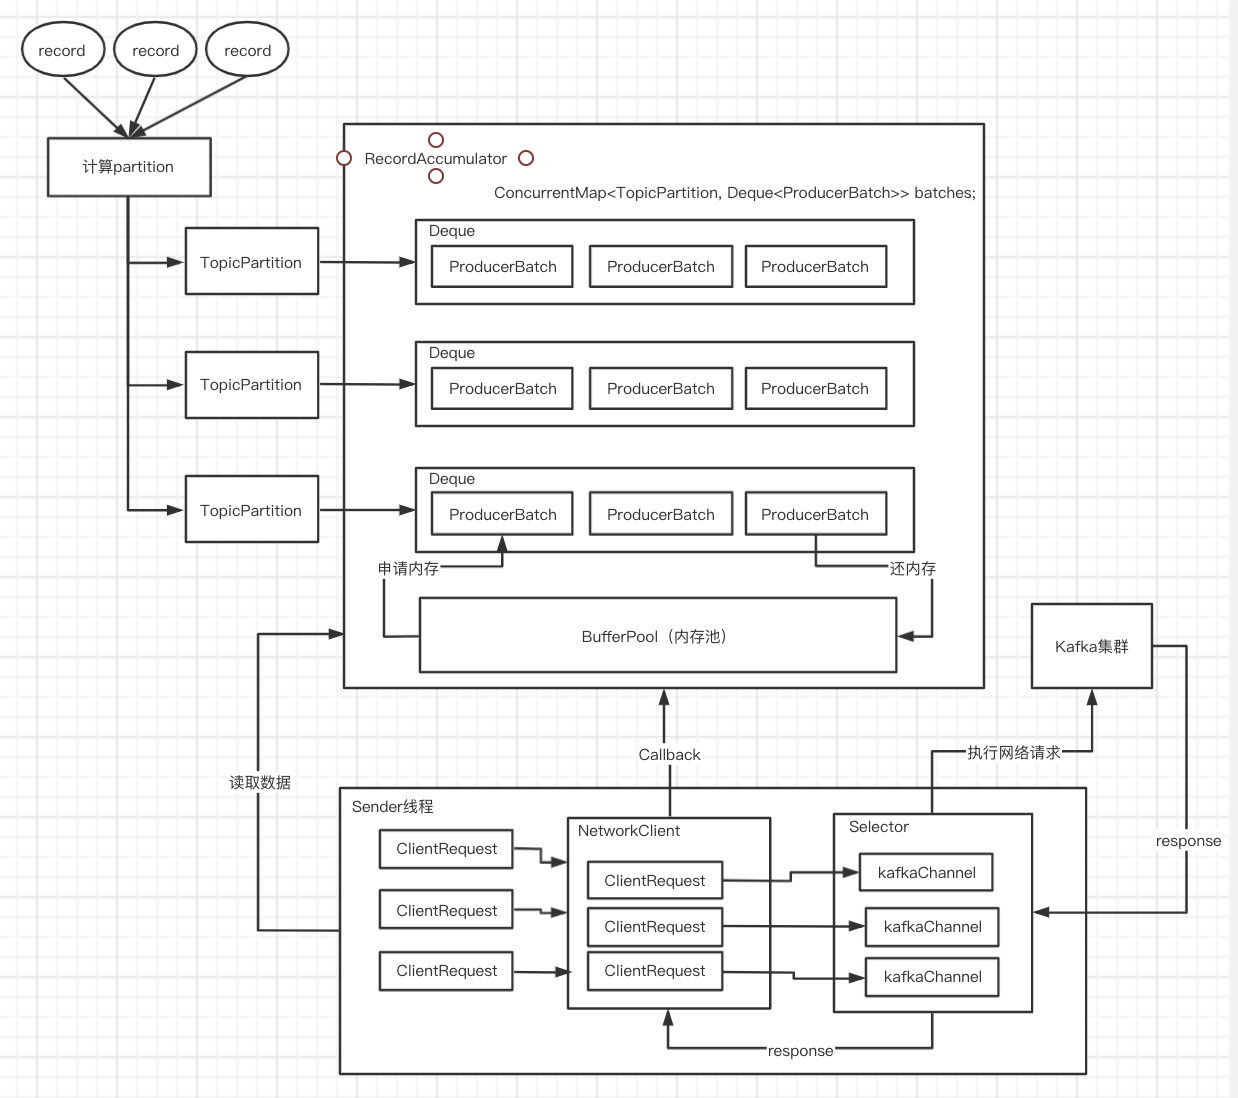 record
record
record
计算partition
RecordAccumulator
ConcurrentMap<TopicPartition, Deque<ProducerBatch>> batches;
TopicPartition
Deque
ProducerBatch
ProducerBatch
ProducerBatch
TopicPartition
Deque
ProducerBatch
ProducerBatch
ProducerBatch
TopicPartition
Deque
ProducerBatch
ProducerBatch
ProducerBatch
申请内存
还内存
BufferPool（内存池）
Kafka集群
Callback
执行网络请求
读取数据
response
Sender线程
ClientRequest
ClientRequest
ClientRequest
NetworkClient
ClientRequest
ClientRequest
ClientRequest
Selector
kafkaChannel
kafkaChannel
kafkaChannel
response